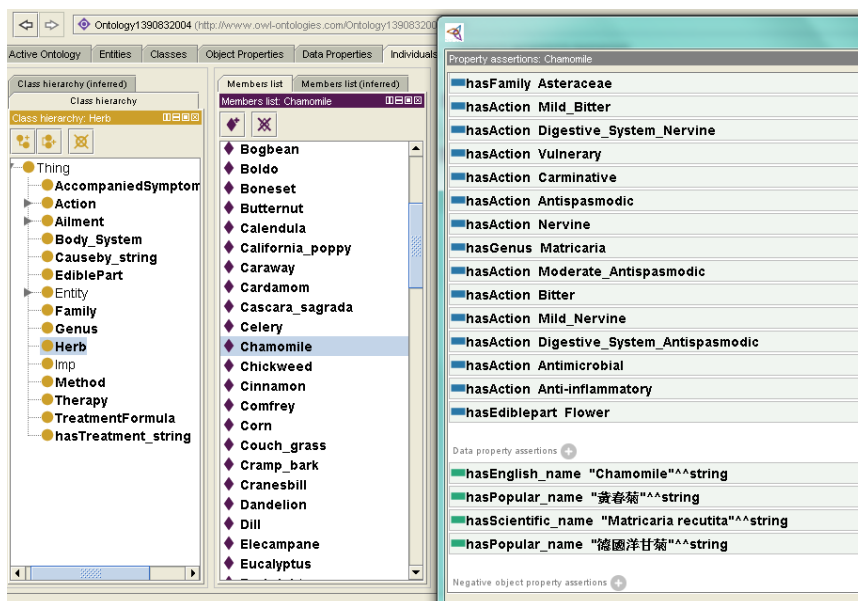 Ontology1390832004 (http://www.owl-ontologies.com/Ontology139083200
Active Ontology Entities Classes Object Properties Data Properties Individuals
Class hierarchy (inferred)
Class hierarchy
Class hierarchy: Herb
Thing
AccompaniedSymptom
Action
Ailment
Body_System
Causeby_string
EdiblePart
Entity
Family
Genus
Herb
Imp
Method
Therapy
TreatmentFormula
hasTreatment_string
Members list Members list (inferred)
Members list: Chamomile
Bogbean
Boldo
Boneset
Butternut
Calendula
California_poppy
Caraway
Cardamom
Cascara_sagrada
Celery
Chamomile
Chickweed
Cinnamon
Comfrey
Corn
Couch_grass
Cramp_bark
Cranesbill
Dandelion
Dill
Elecampane
Eucalyptus
Property assertions: Chamomile
hasFamily Asteraceae
hasAction Mild_Bitter
hasAction Digestive_System_Nervine
hasAction Vulnerary
hasAction Carminative
hasAction Antispasmodic
hasAction Nervine
hasGenus Matricaria
hasAction Moderate_Antispasmodic
hasAction Bitter
hasAction Mild_Nervine
hasAction Digestive_System_Antispasmodic
hasAction Antimicrobial
hasAction Anti-inflammatory
hasEdiblepart Flower
Data property assertions
hasEnglish_name "Chamomile"^^string
hasPopular_name "黃春菊"^^string
hasScientific_name "Matricaria recutita"^^string
hasPopular_name "德國洋甘菊"^^string
Negative object property assertions